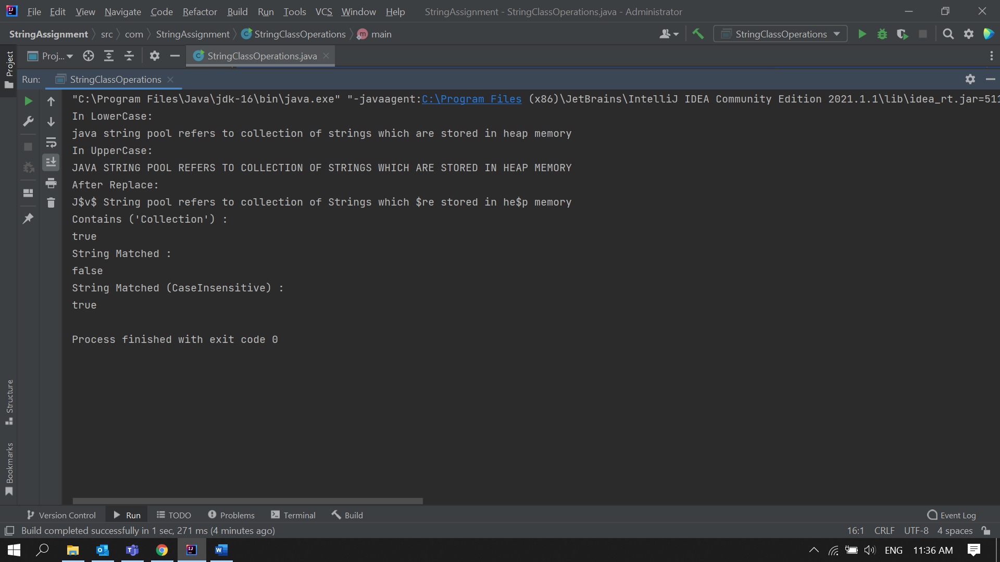 File Edit View Navigate Code Refactor Build Run Tools VCS Window Help StringAssignment - StringClassOperations.java - Administrator
StringAssignment src com StringAssignment StringClassOperations main StringClassOperations
Project
Proj... StringClassOperations.java
Run: StringClassOperations
"C:\Program Files\Java\jdk-16\bin\java.exe" "-javaagent:C:\Program Files (x86)\JetBrains\IntelliJ IDEA Community Edition 2021.1.1\lib\idea_rt.jar=511
In LowerCase:
java string pool refers to collection of strings which are stored in heap memory
In UpperCase:
JAVA STRING POOL REFERS TO COLLECTION OF STRINGS WHICH ARE STORED IN HEAP MEMORY
After Replace:
J$v$ String pool refers to collection of Strings which $re stored in he$p memory
Contains ('Collection') :
true
String Matched :
false
String Matched (CaseInsensitive) :
true
Process finished with exit code 0
Structure
Bookmarks
Version Control Run TODO Problems Terminal Build Event Log
Build completed successfully in 1 sec, 271 ms (4 minutes ago) 16:1 CRLF UTF-8 4 spaces
ENG 11:36 AM